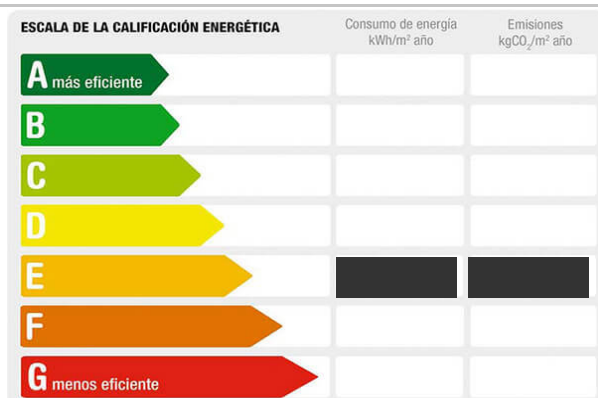 ESCALA DE LA CALIFICACIÓN ENERGÉTICA
Consumo de energía
kWh/m² año
Emisiones
kgCO₂/m² año
A más eficiente
B
C
D
E
F
G menos eficiente